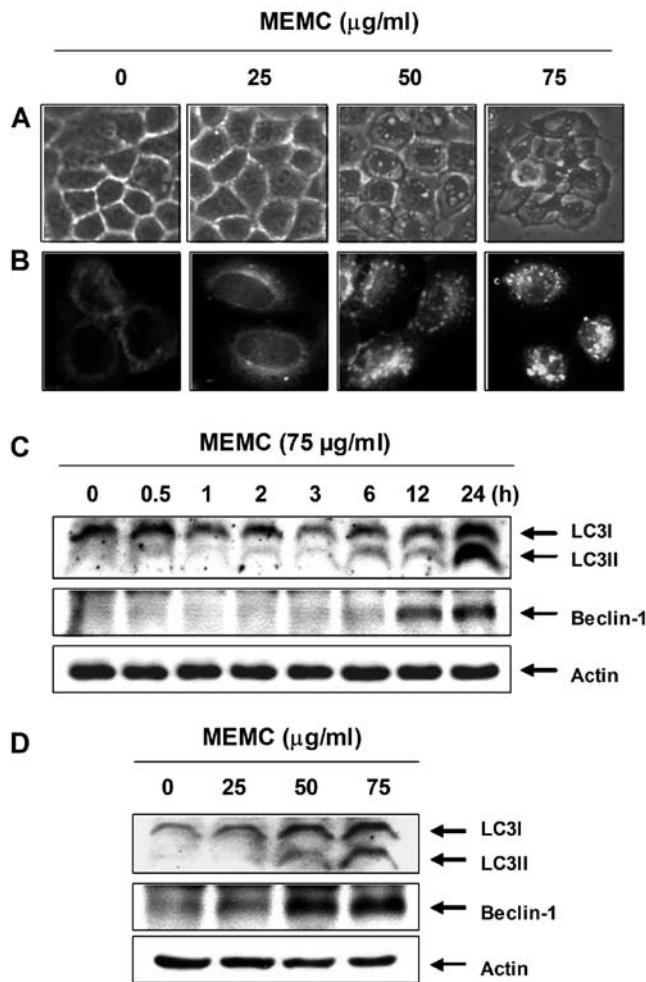 MEMC (μg/ml)
0 25 50 75
A
B
C
MEMC (75 μg/ml)
0 0.5 1 2 3 6 12 24 (h)
LC3I
LC3II
Beclin-1
Actin
D
MEMC (μg/ml)
0 25 50 75
LC3I
LC3II
Beclin-1
Actin